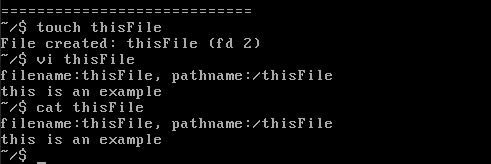 ============================
~/$ touch thisFile
File created: thisFile (fd 2)
~/$ vi thisFile
filename:thisFile, pathname:/thisFile
this is an example
~/$ cat thisFile
filename:thisFile, pathname:/thisFile
this is an example
~/$ _